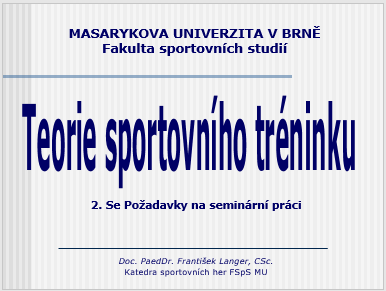 MASARYKOVA UNIVERZITA V BRNĚ
Fakulta sportovních studií
Teorie sportovního tréninku
2. Se Požadavky na seminární práci
Doc. PaedDr. František Langer, CSc.
Katedra sportovních her FSpS MU